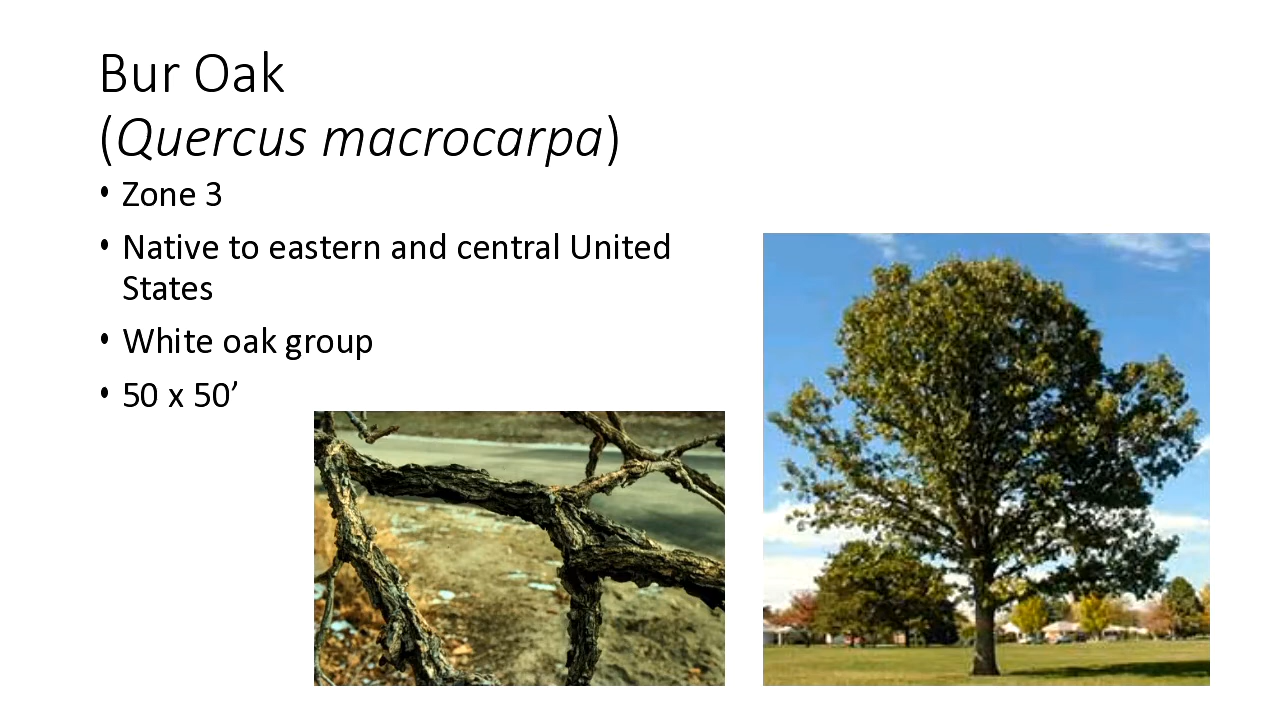 Bur Oak
(Quercus macrocarpa)
• Zone 3
• Native to eastern and central United
States
• White oak group
• 50 x 50’